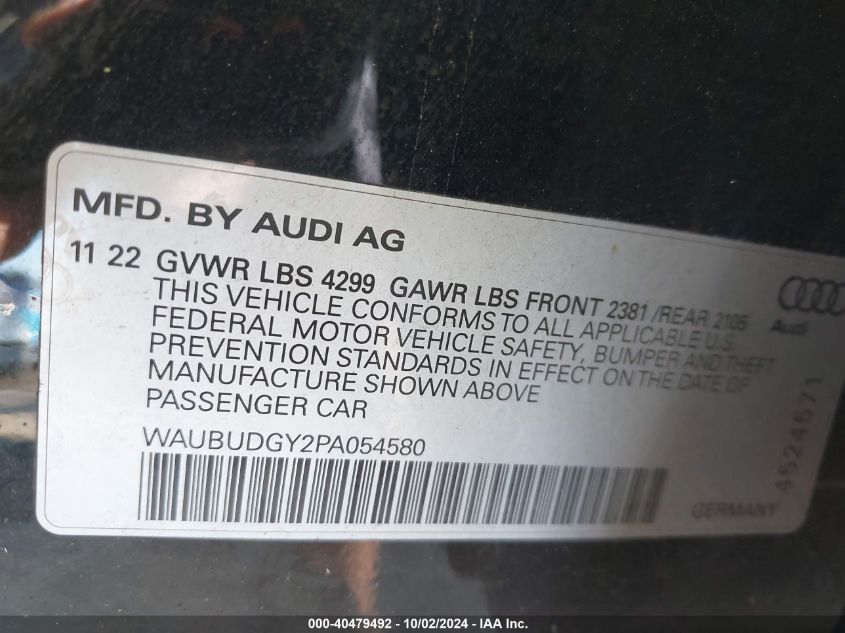 MFD. BY AUDI AG
11 22 GVWR LBS 4299 GAWR LBS FRONT 2381 /REAR 2105
THIS VEHICLE CONFORMS TO ALL APPLICABLE U.S.
FEDERAL MOTOR VEHICLE SAFETY, BUMPER AND THEFT
PREVENTION STANDARDS IN EFFECT ON THE DATE OF
MANUFACTURE SHOWN ABOVE
PASSENGER CAR
WAUBUDGY2PA054580
Audi
4524571
GERMANY
000-40479492 - 10/02/2024 - IAA Inc.